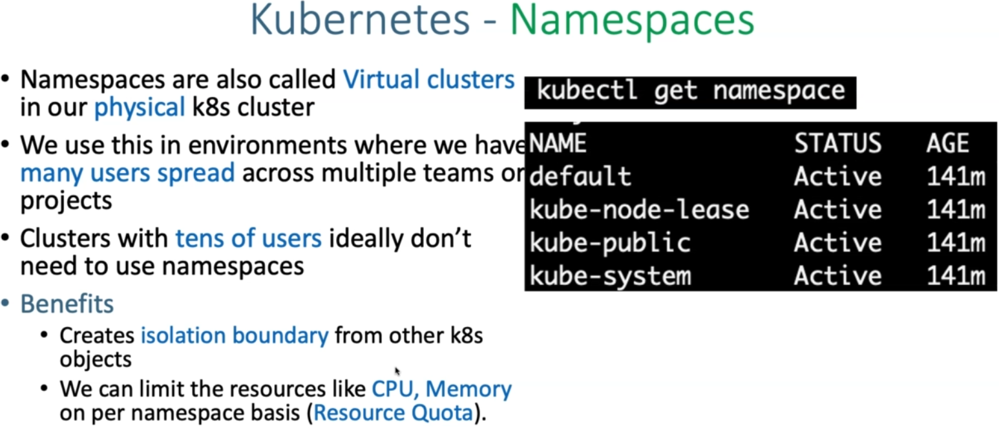 Kubernetes - Namespaces
• Namespaces are also called Virtual clusters
in our physical k8s cluster
• We use this in environments where we have
many users spread across multiple teams or
projects
• Clusters with tens of users ideally don’t
need to use namespaces
• Benefits
• Creates isolation boundary from other k8s
objects
• We can limit the resources like CPU, Memory
on per namespace basis (Resource Quota).
kubectl get namespace
NAME STATUS AGE
default Active 141m
kube-node-lease Active 141m
kube-public Active 141m
kube-system Active 141m